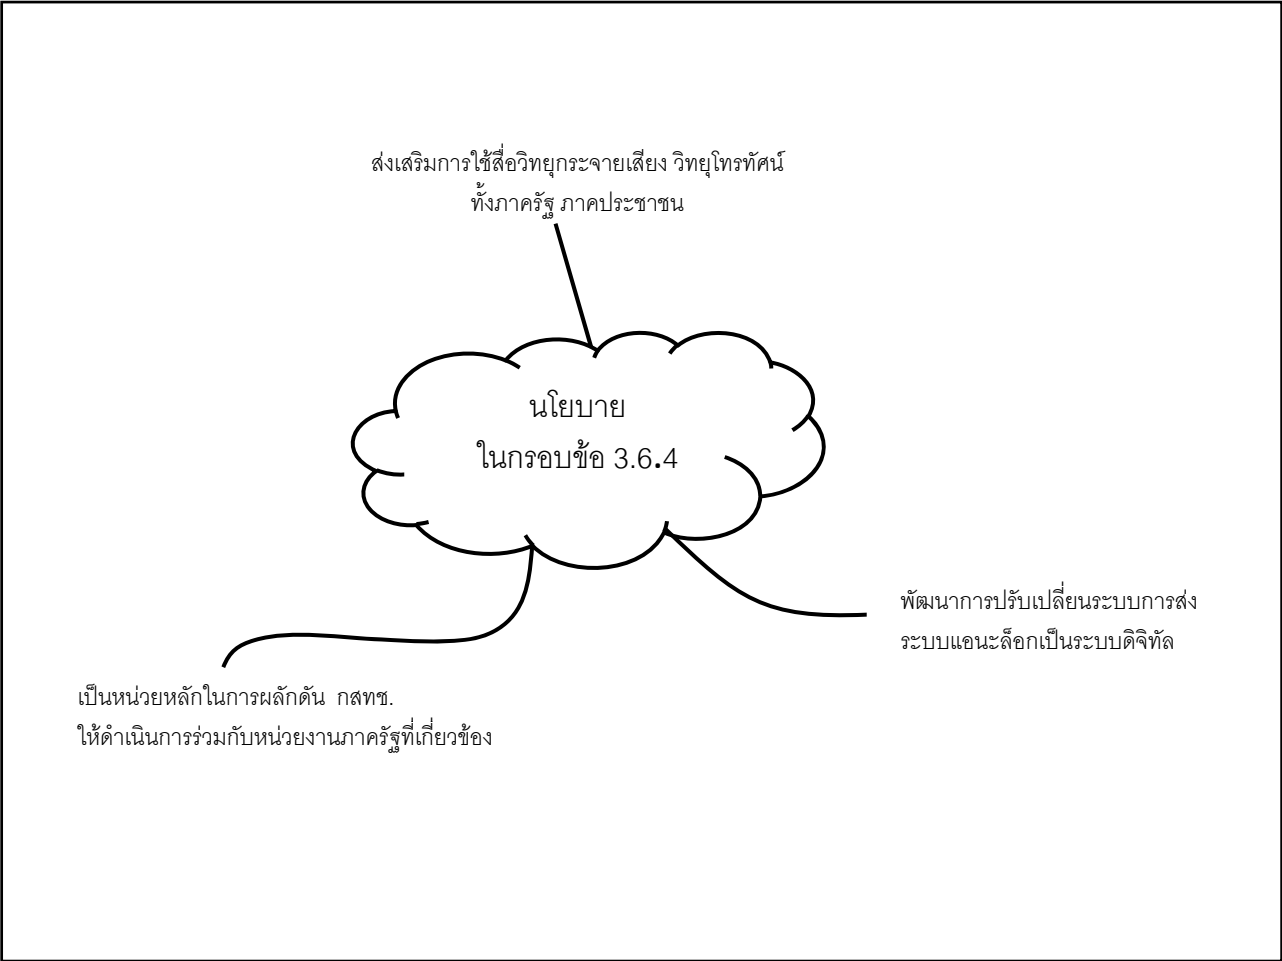 ส่งเสริมการใช้สื่อวิทยุกระจายเสียง วิทยุโทรทัศน์
ทั้งภาครัฐ ภาคประชาชน
นโยบาย
ในกรอบข้อ 3.6.4
พัฒนาการปรับเปลี่ยนระบบการส่ง
ระบบแอนะล็อกเป็นระบบดิจิทัล
เป็นหน่วยหลักในการผลักดัน กสทช.
ให้ดำเนินการร่วมกับหน่วยงานภาครัฐที่เกี่ยวข้อง